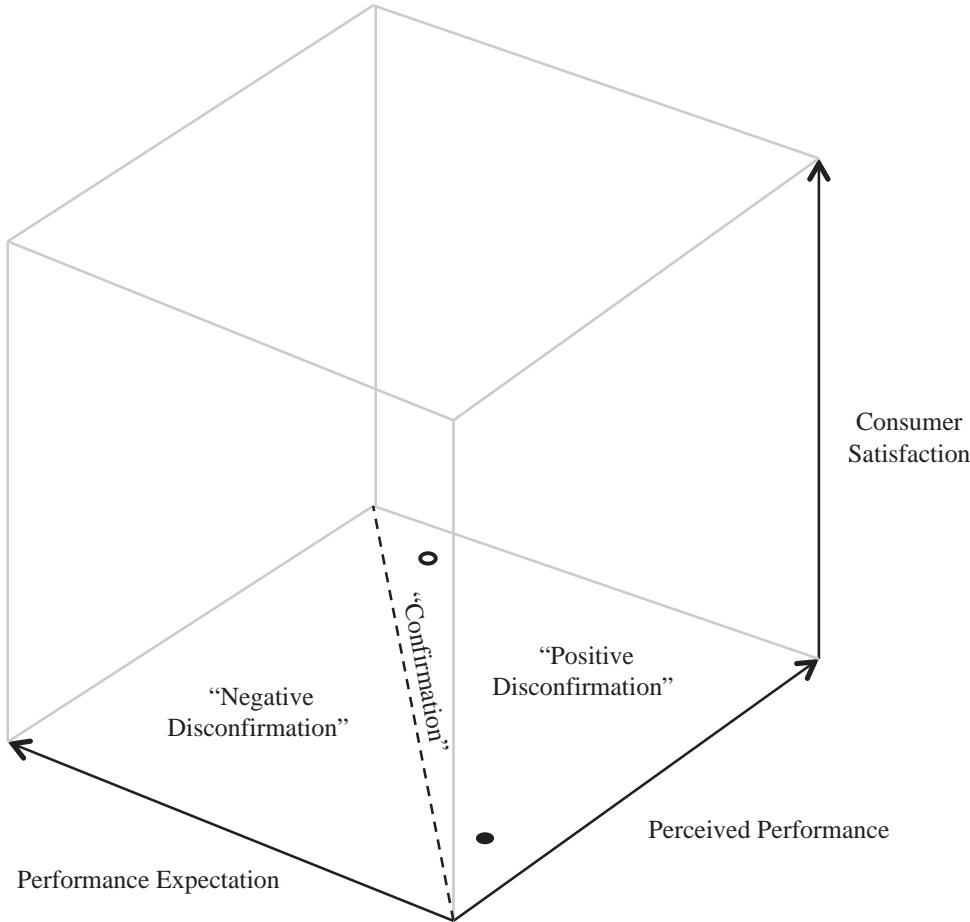 Consumer
Satisfaction
“Confirmation”
“Positive
Disconfirmation”
“Negative
Disconfirmation”
Perceived Performance
Performance Expectation